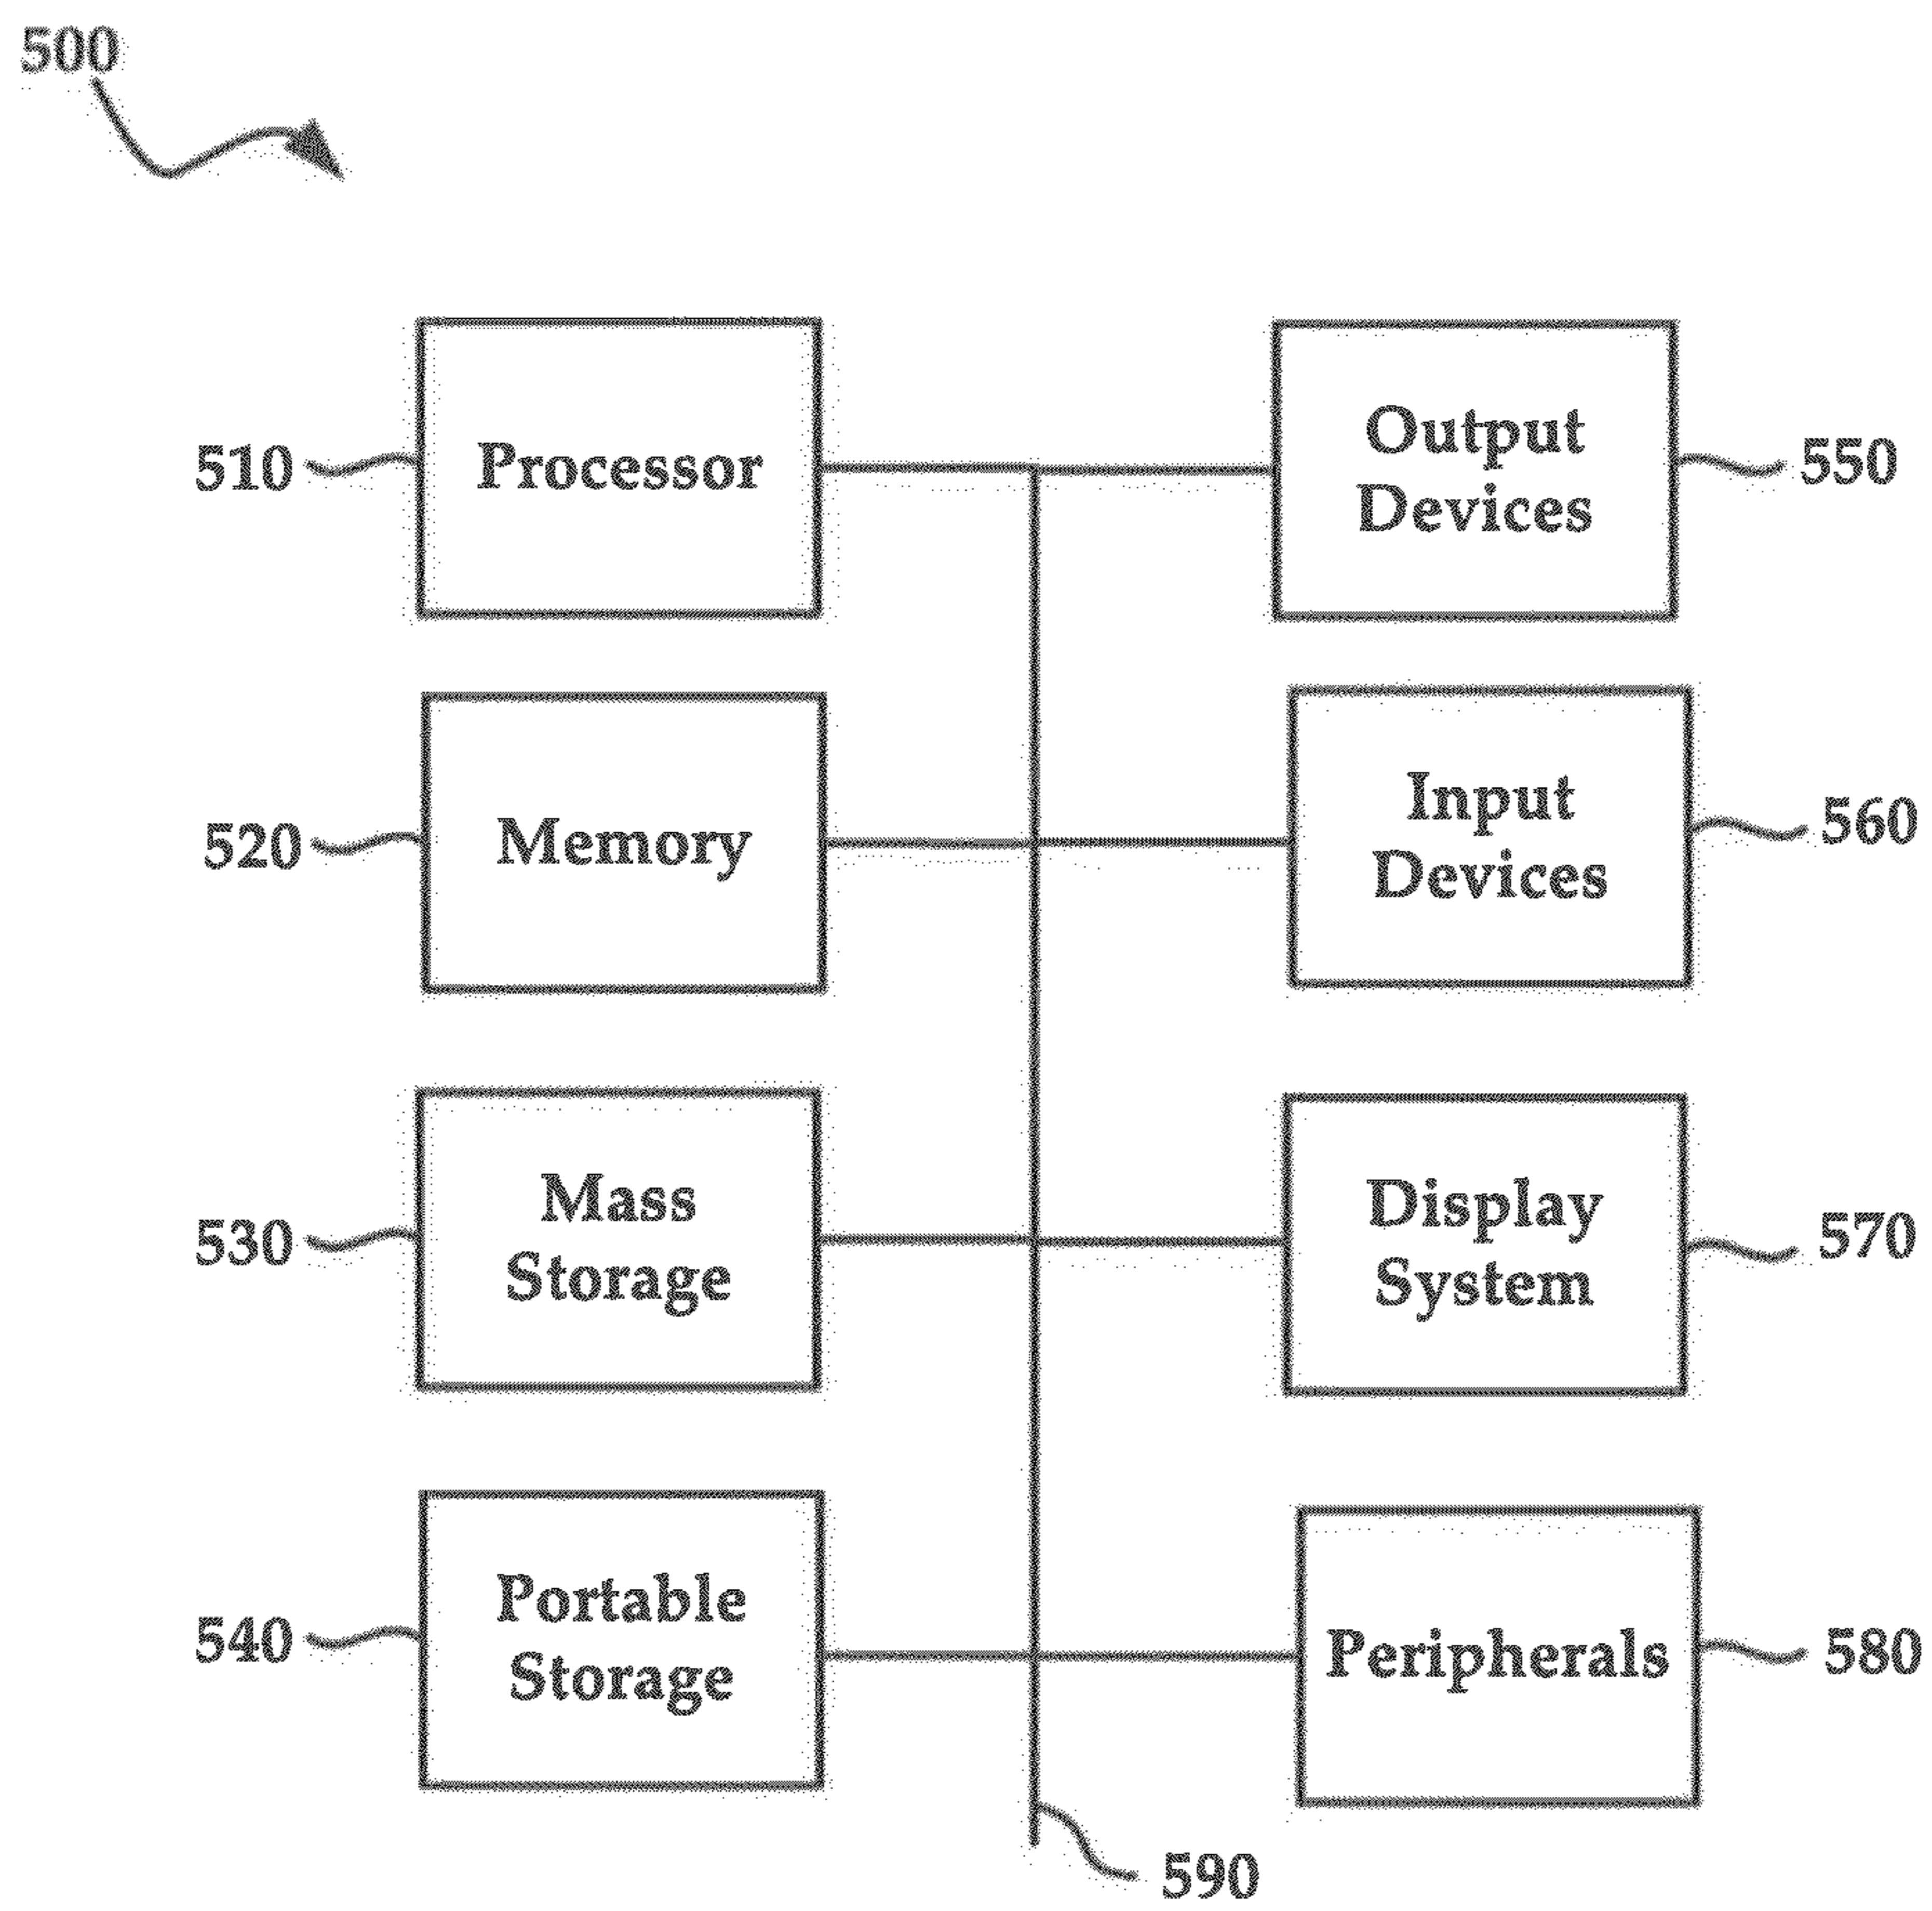 500
510
Processor
Output
Devices
550
520
Memory
Input
Devices
560
530
Mass
Storage
Display
System
570
540
Portable
Storage
Peripherals
580
590